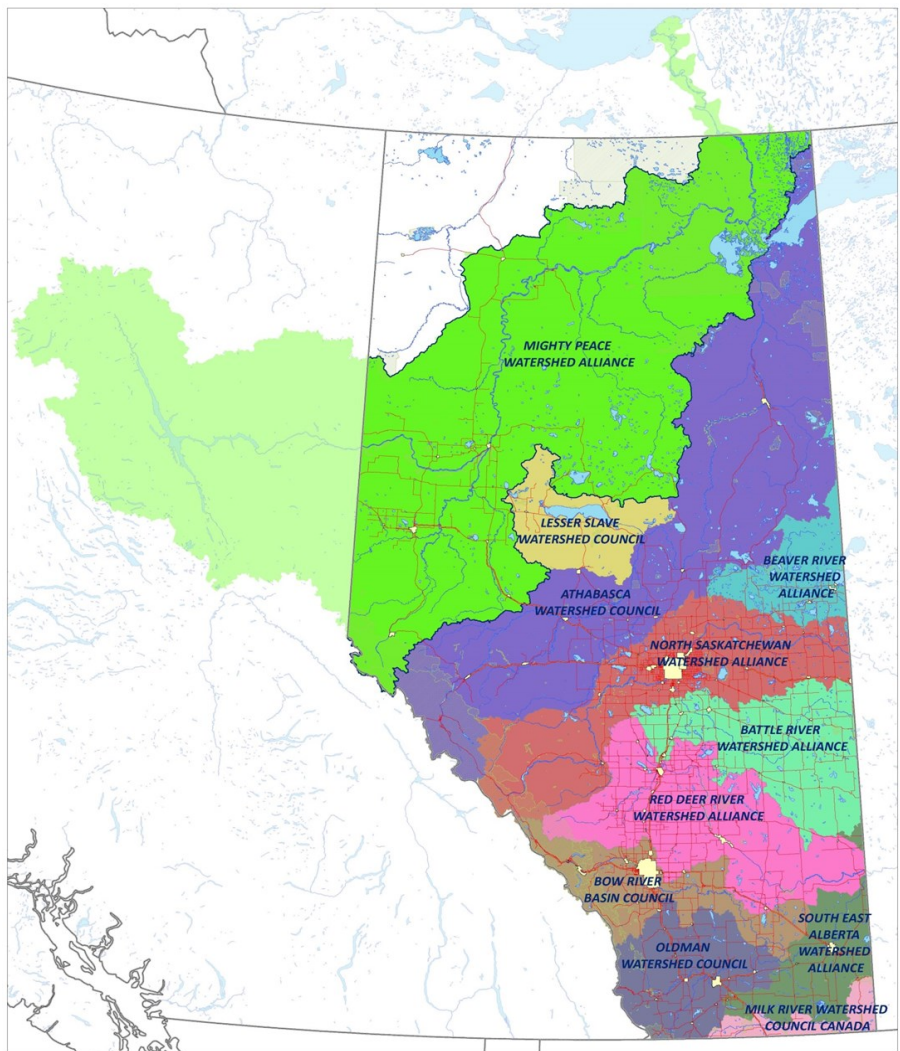 MIGHTY PEACE
WATERSHED ALLIANCE
LESSER SLAVE
WATERSHED COUNCIL
BEAVER RIVER
WATERSHED
ALLIANCE
ATHABASCA
WATERSHED COUNCIL
NORTH SASKATCHEWAN
WATERSHED ALLIANCE
BATTLE RIVER
WATERSHED ALLIANCE
RED DEER RIVER
WATERSHED ALLIANCE
BOW RIVER
BASIN COUNCIL
SOUTH EAST
ALBERTA
WATERSHED
ALLIANCE
OLDMAN
WATERSHED COUNCIL
MILK RIVER WATERSHED
COUNCIL CANADA